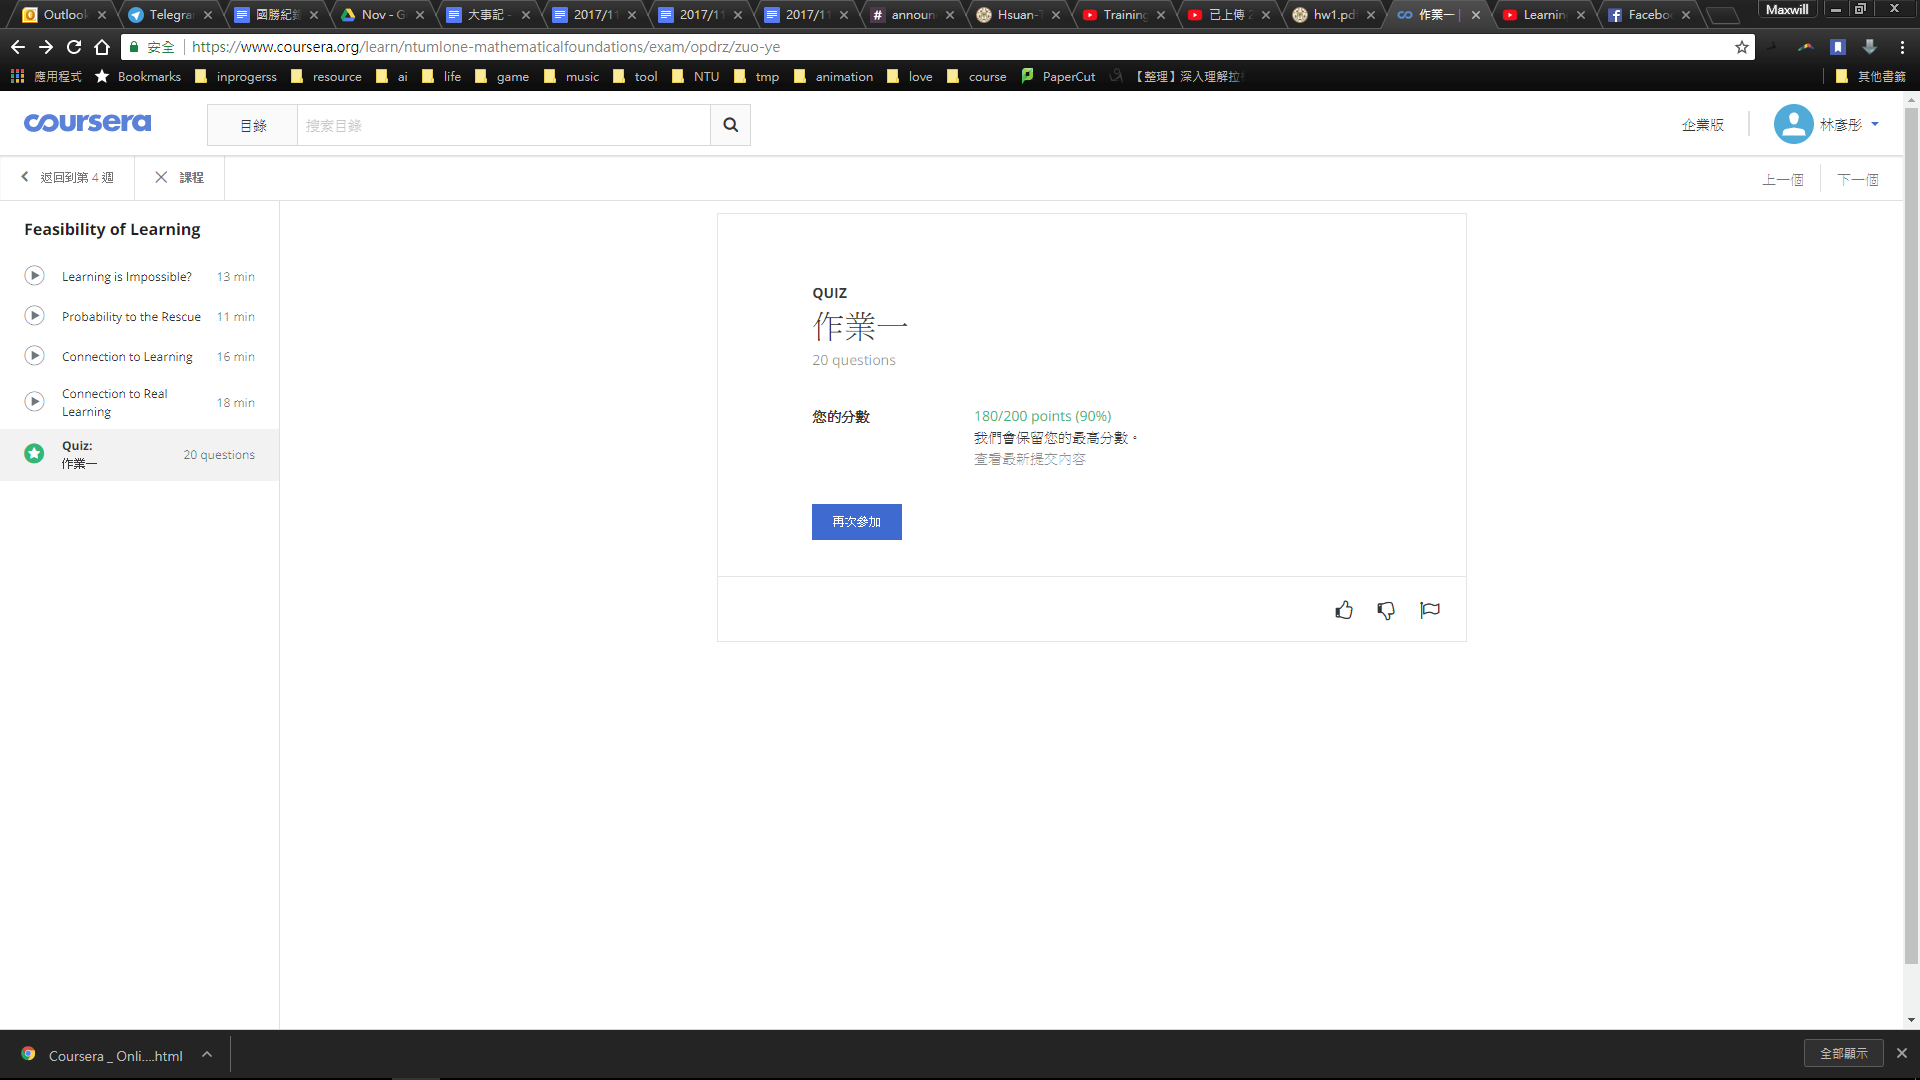 Outlook
Telegra
國勝紀錄
Nov - G
大事記 -
2017/11
2017/11
2017/11
announ
Hsuan-T
Training
已上傳 2
hw1.pdf
作業一 |
Learnin
Facebo
Maxwill
安全
https://www.coursera.org/learn/ntumlone-mathematicalfoundations/exam/opdrz/zuo-ye
應用程式
Bookmarks
inprogerss
resource
ai
life
game
music
tool
NTU
tmp
animation
love
course
PaperCut
【整理】深入理解拉
其他書籤
coursera
目錄
搜索目錄
企業版
林彥彤
返回到第 4 週
課程
上一個
下一個
Feasibility of Learning
Learning is Impossible? 13 min
Probability to the Rescue 11 min
Connection to Learning 16 min
Connection to Real
Learning
18 min
Quiz:
作業一
20 questions
QUIZ
作業一
20 questions
您的分數
180/200 points (90%)
我們會保留您的最高分數。
查看最新提交內容
再次參加
Coursera _ Onli....html
全部顯示